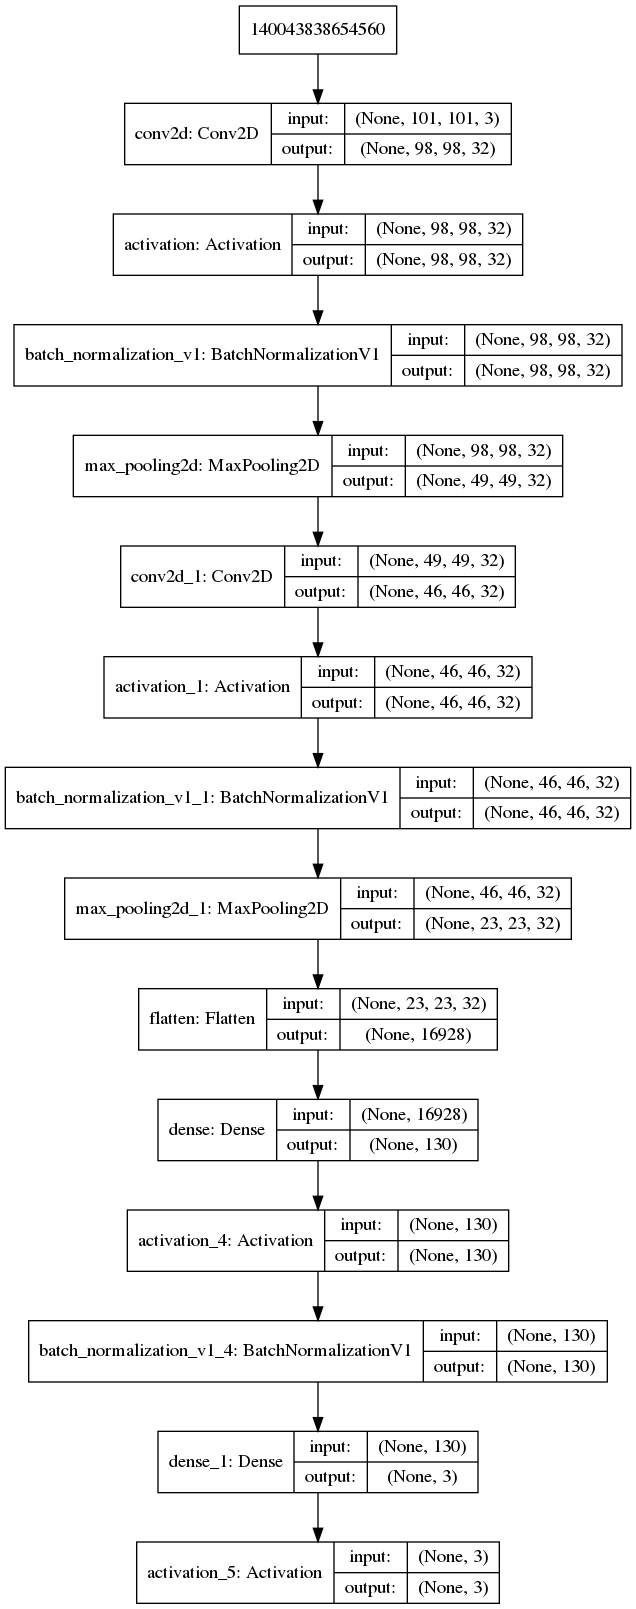 140043838654560
conv2d: Conv2D
input:
(None, 101, 101, 3)
output:
(None, 98, 98, 32)
activation: Activation
input:
(None, 98, 98, 32)
output:
(None, 98, 98, 32)
batch_normalization_v1: BatchNormalizationV1
input:
(None, 98, 98, 32)
output:
(None, 98, 98, 32)
max_pooling2d: MaxPooling2D
input:
(None, 98, 98, 32)
output:
(None, 49, 49, 32)
conv2d_1: Conv2D
input:
(None, 49, 49, 32)
output:
(None, 46, 46, 32)
activation_1: Activation
input:
(None, 46, 46, 32)
output:
(None, 46, 46, 32)
batch_normalization_v1_1: BatchNormalizationV1
input:
(None, 46, 46, 32)
output:
(None, 46, 46, 32)
max_pooling2d_1: MaxPooling2D
input:
(None, 46, 46, 32)
output:
(None, 23, 23, 32)
flatten: Flatten
input:
(None, 23, 23, 32)
output:
(None, 16928)
dense: Dense
input:
(None, 16928)
output:
(None, 130)
activation_4: Activation
input:
(None, 130)
output:
(None, 130)
batch_normalization_v1_4: BatchNormalizationV1
input:
(None, 130)
output:
(None, 130)
dense_1: Dense
input:
(None, 130)
output:
(None, 3)
activation_5: Activation
input:
(None, 3)
output:
(None, 3)